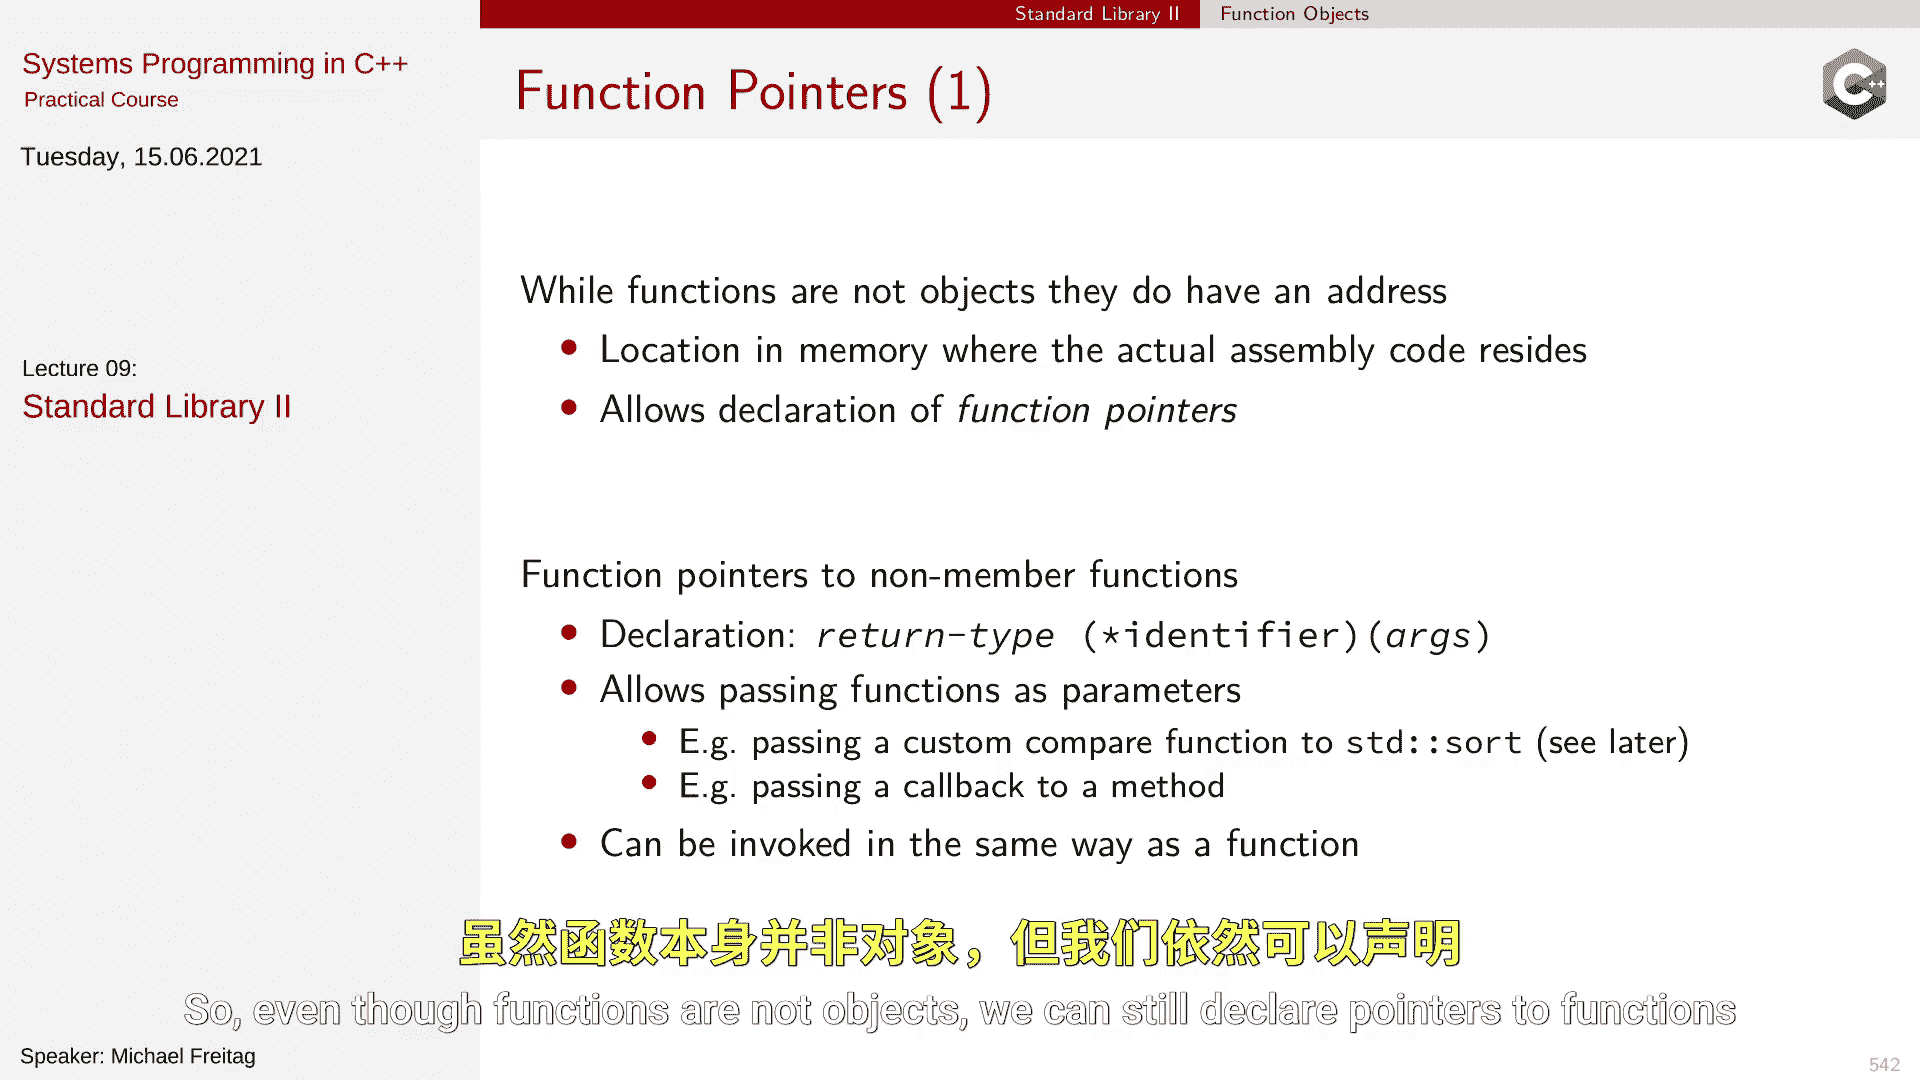 Standard Library II
Function Objects
Systems Programming in C++
Practical Course
Tuesday, 15.06.2021
Lecture 09:
Standard Library II
Function Pointers (1)
C++
While functions are not objects they do have an address
• Location in memory where the actual assembly code resides
• Allows declaration of function pointers
Function pointers to non-member functions
• Declaration: return-type (*identifier)(args)
• Allows passing functions as parameters
• E.g. passing a custom compare function to std::sort (see later)
• E.g. passing a callback to a method
• Can be invoked in the same way as a function
虽然函数本身并非对象，但我们依然可以声明
So, even though functions are not objects, we can still declare pointers to functions
Speaker: Michael Freitag
542